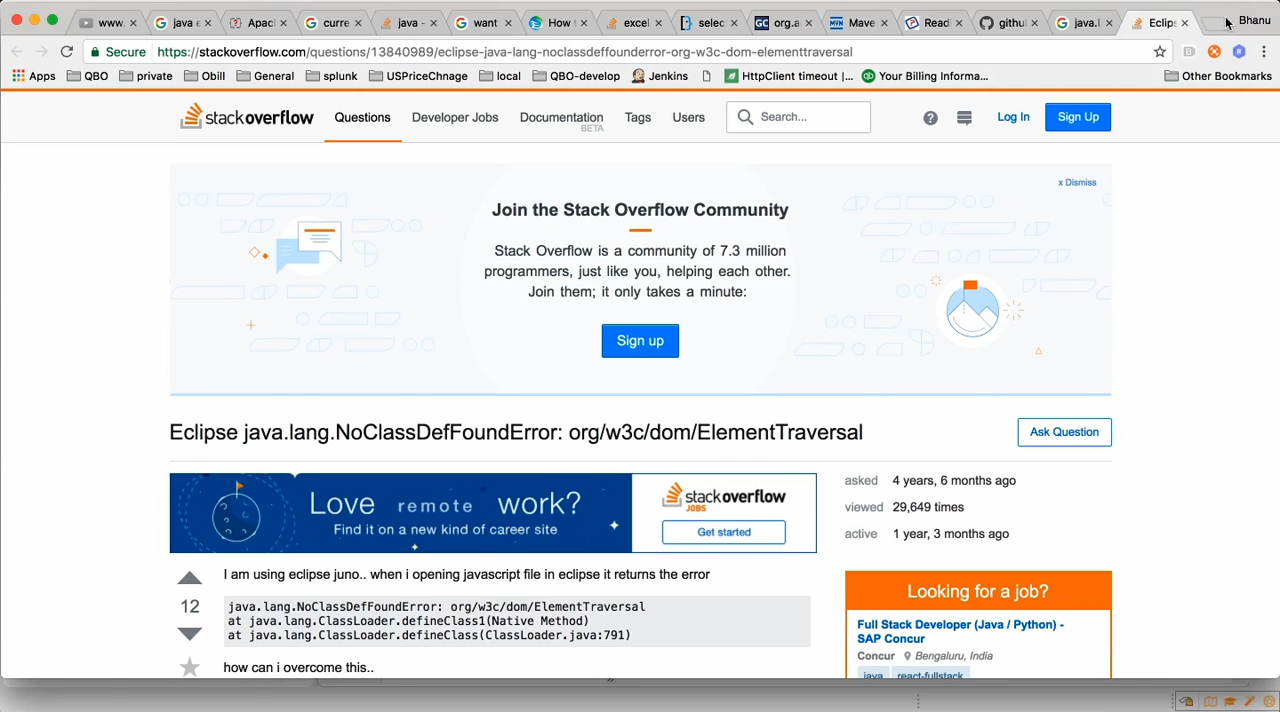 www.
java e
Apac
curre
java -
want
How t
excel
selec
org.a
Mave
Read
githu
java.l
Eclips
Bhanu
Secure https://stackoverflow.com/questions/13840989/eclipse-java-lang-noclassdeffounderror-org-w3c-dom-elementtraversal
Apps QBO private Obill General splunk USPriceChnage local QBO-develop Jenkins HttpClient timeout |... Your Billing Informa... Other Bookmarks
stackoverflow Questions Developer Jobs Documentation Tags Users Search... Log In Sign Up
BETA
x Dismiss
Join the Stack Overflow Community
Stack Overflow is a community of 7.3 million
programmers, just like you, helping each other.
Join them; it only takes a minute:
Sign up
Eclipse java.lang.NoClassDefFoundError: org/w3c/dom/ElementTraversal
Ask Question
Love remote work?
Find it on a new kind of career site
stackoverflow
JOBS
Get started
asked 4 years, 6 months ago
viewed 29,649 times
active 1 year, 3 months ago
I am using eclipse juno.. when i opening javascript file in eclipse it returns the error
12
java.lang.NoClassDefFoundError: org/w3c/dom/ElementTraversal
at java.lang.ClassLoader.defineClass1(Native Method)
at java.lang.ClassLoader.defineClass(ClassLoader.java:791)
how can i overcome this..
Looking for a job?
Full Stack Developer (Java / Python) -
SAP Concur
Concur Bengaluru, India
java react-fullstack